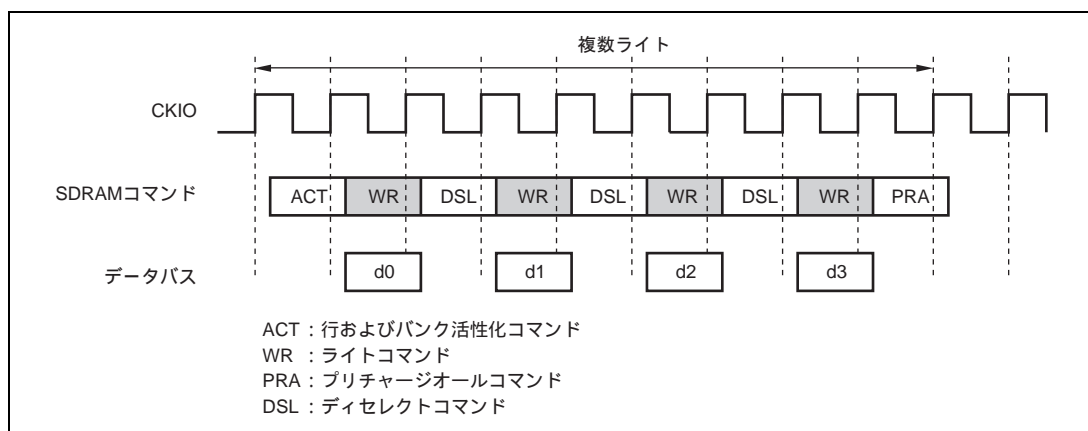 複数ライト
CKIO
SDRAMコマンド ACT WR DSL WR DSL WR DSL WR PRA
データバス d0 d1 d2 d3
ACT : 行およびバンク活性化コマンド
WR : ライトコマンド
PRA : プリチャージオールコマンド
DSL : ディセレクトコマンド